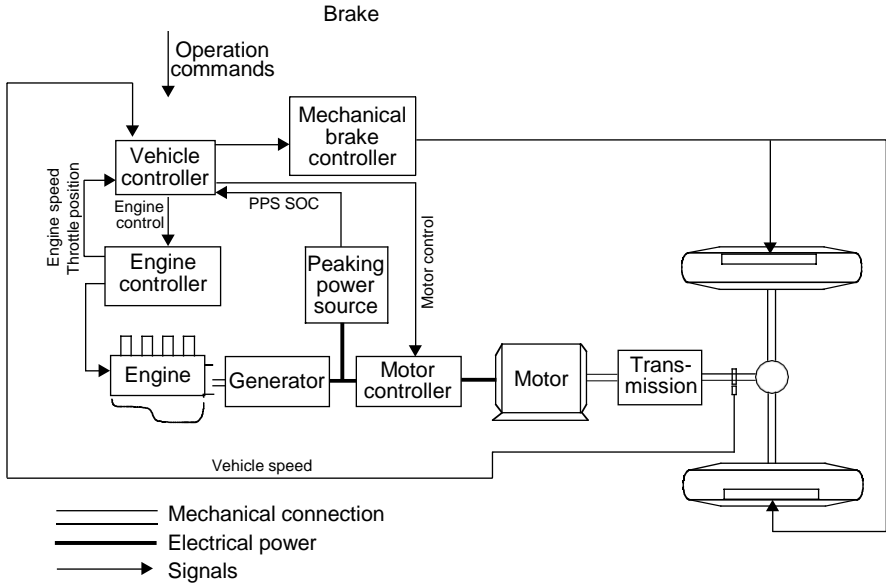 Brake
Operation
commands
Mechanical
brake
controller
Vehicle
controller
Engine speed
Throttle position
Engine
control
PPS SOC
Motor control
Engine
controller
Peaking
power
source
Engine
Generator
Motor
controller
Motor
Trans-
mission
Vehicle speed
Mechanical connection
Electrical power
Signals